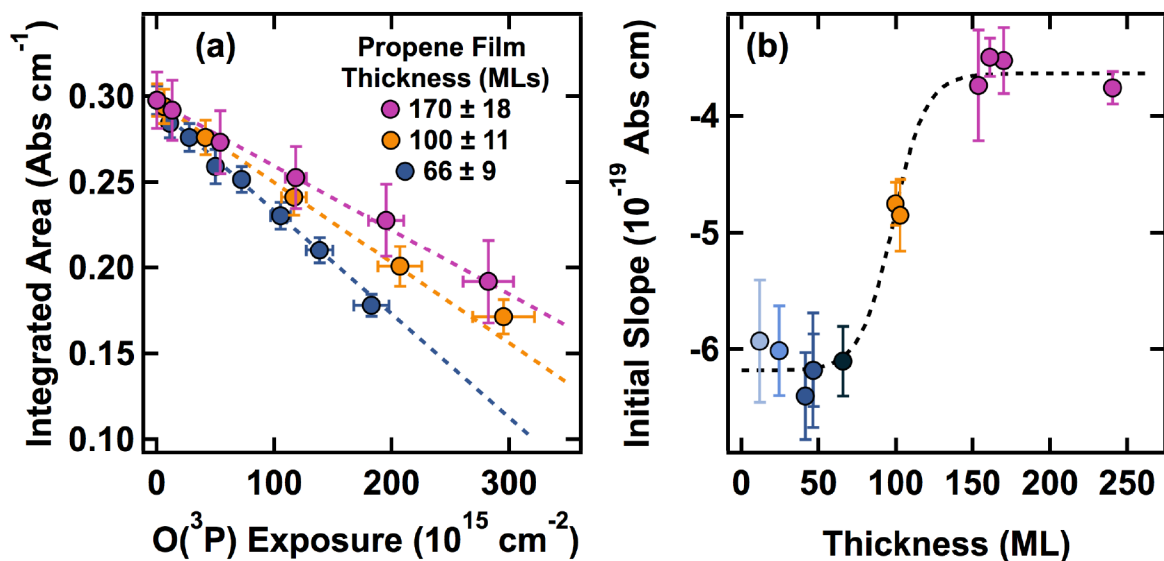 (a)
Propene Film
Thickness (MLs)
170 ± 18
100 ± 11
66 ± 9
Integrated Area (Abs cm⁻¹)
0.30
0.25
0.20
0.15
0.10
0
100
200
300
O(³P) Exposure (10¹⁵ cm⁻²)
(b)
Initial Slope (10⁻¹⁹ Abs cm)
-4
-5
-6
0
50
100
150
200
250
Thickness (ML)